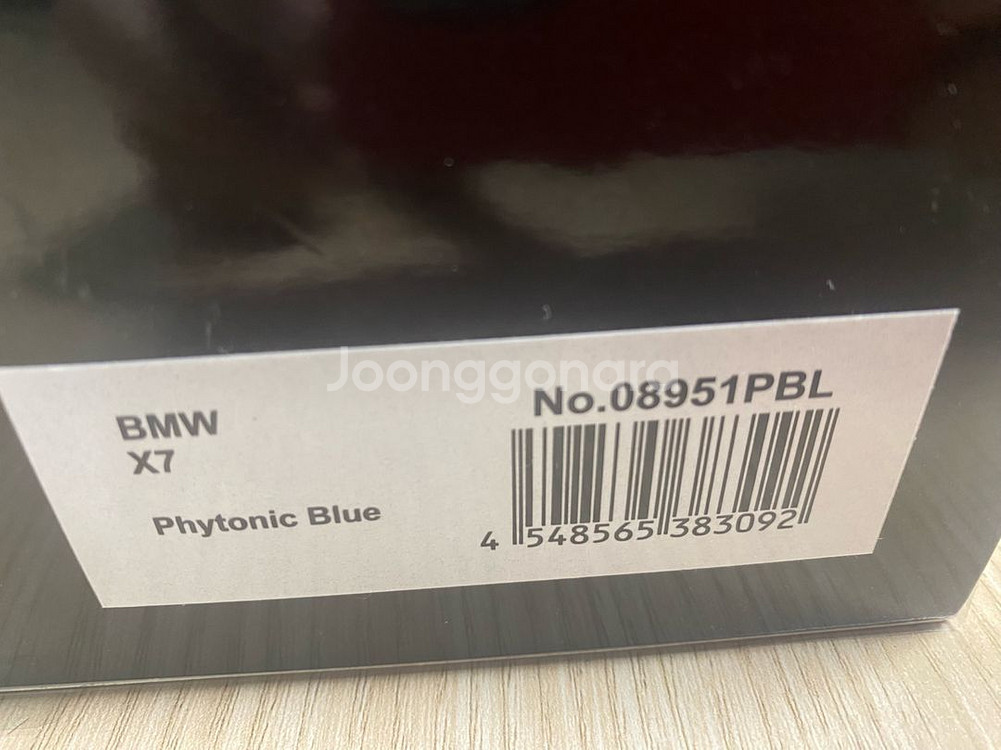 Joonggonara
No.08951PBL
BMW
X7
Phytonic Blue
4 548565 383092